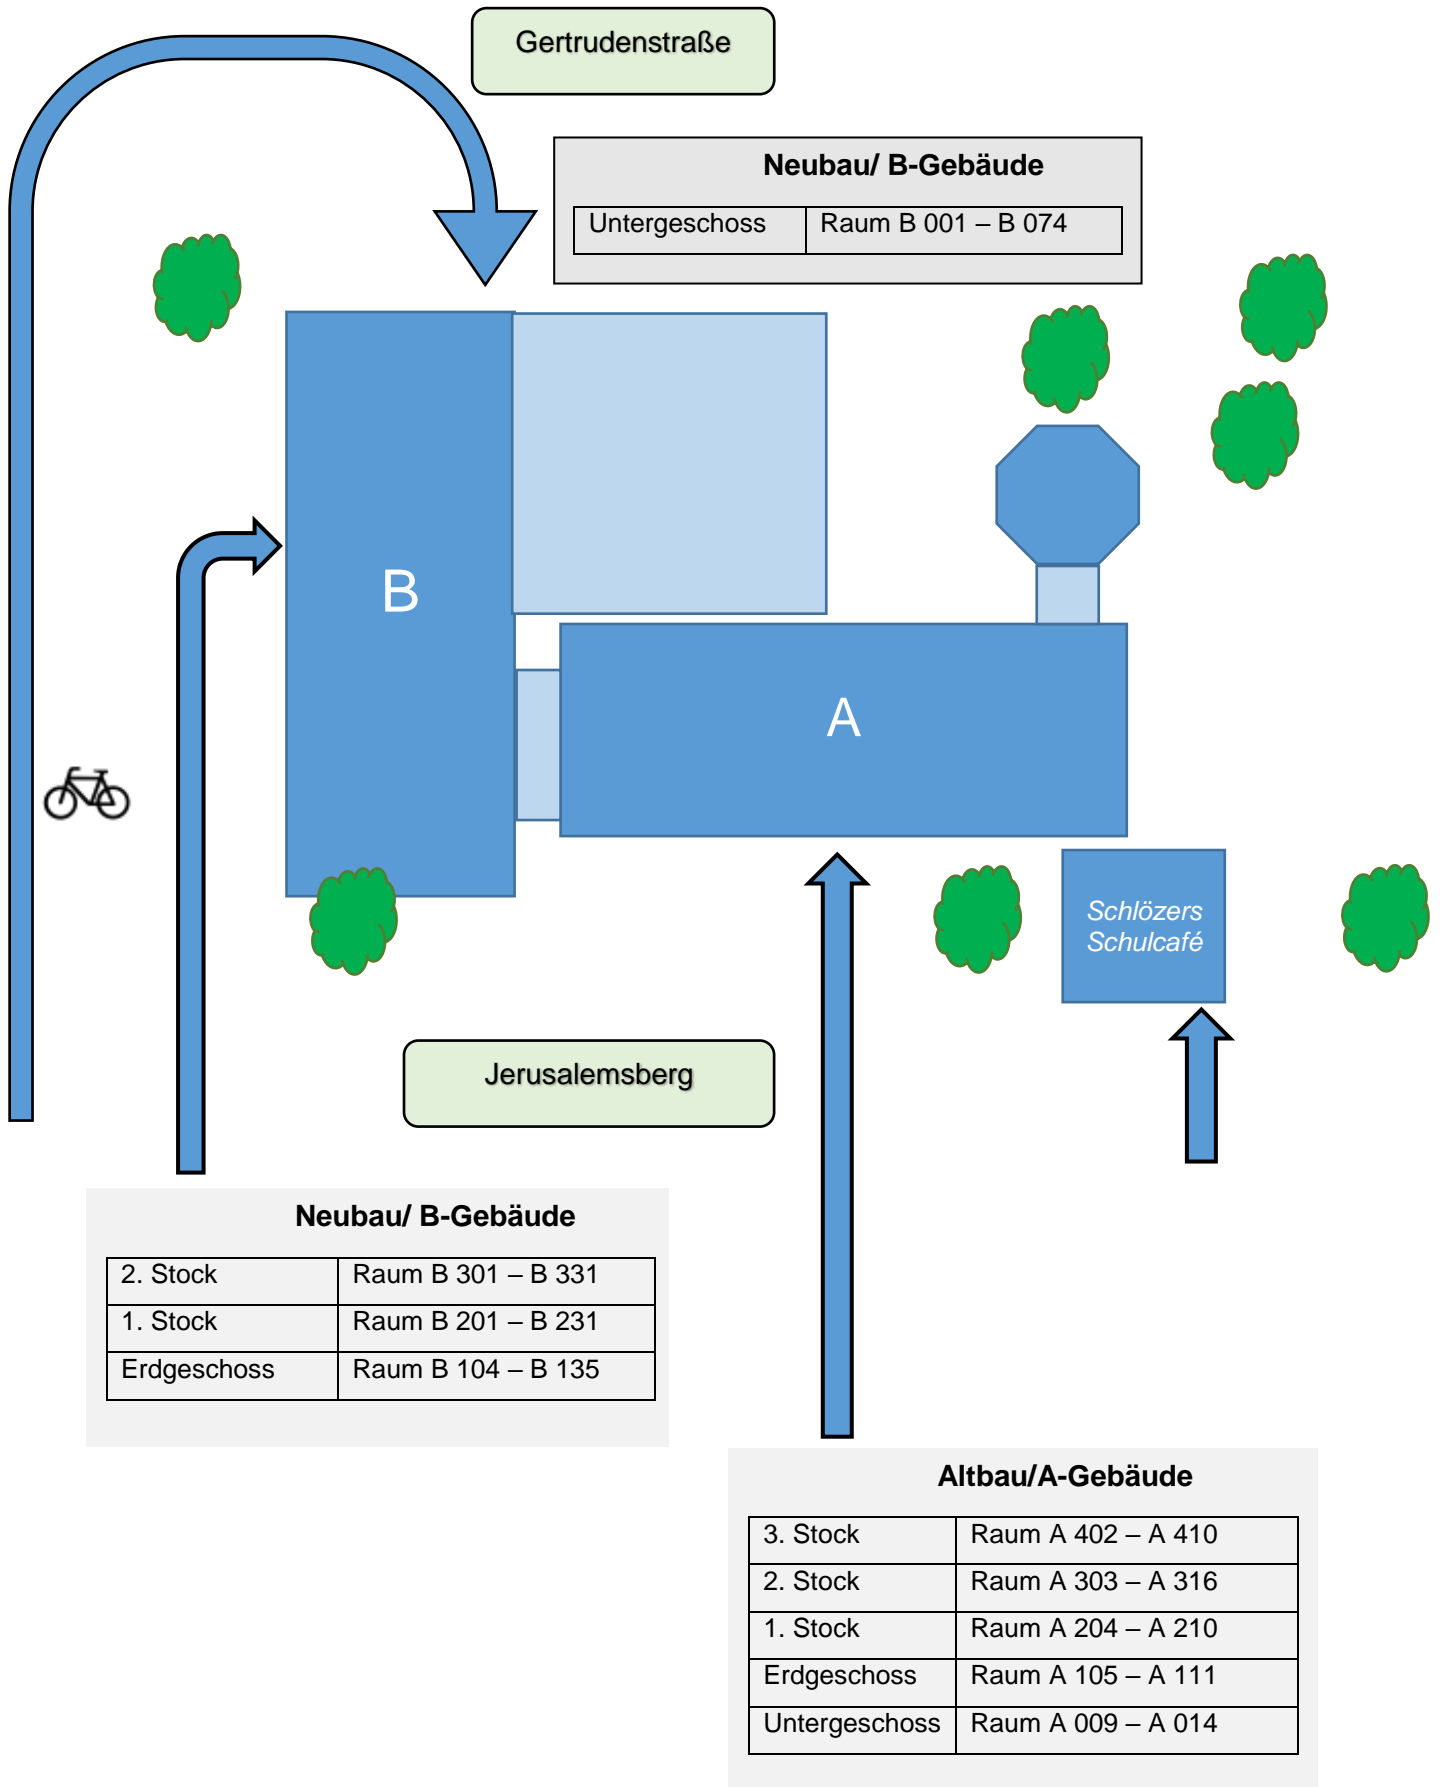 Gertrudenstraße
Neubau/ B-Gebäude
Untergeschoss Raum B 001 – B 074
B
A
Schlözers
Schulcafé
Jerusalemsberg
Neubau/ B-Gebäude
2. Stock Raum B 301 – B 331
1. Stock Raum B 201 – B 231
Erdgeschoss Raum B 104 – B 135
Altbau/A-Gebäude
3. Stock Raum A 402 – A 410
2. Stock Raum A 303 – A 316
1. Stock Raum A 204 – A 210
Erdgeschoss Raum A 105 – A 111
Untergeschoss Raum A 009 – A 014